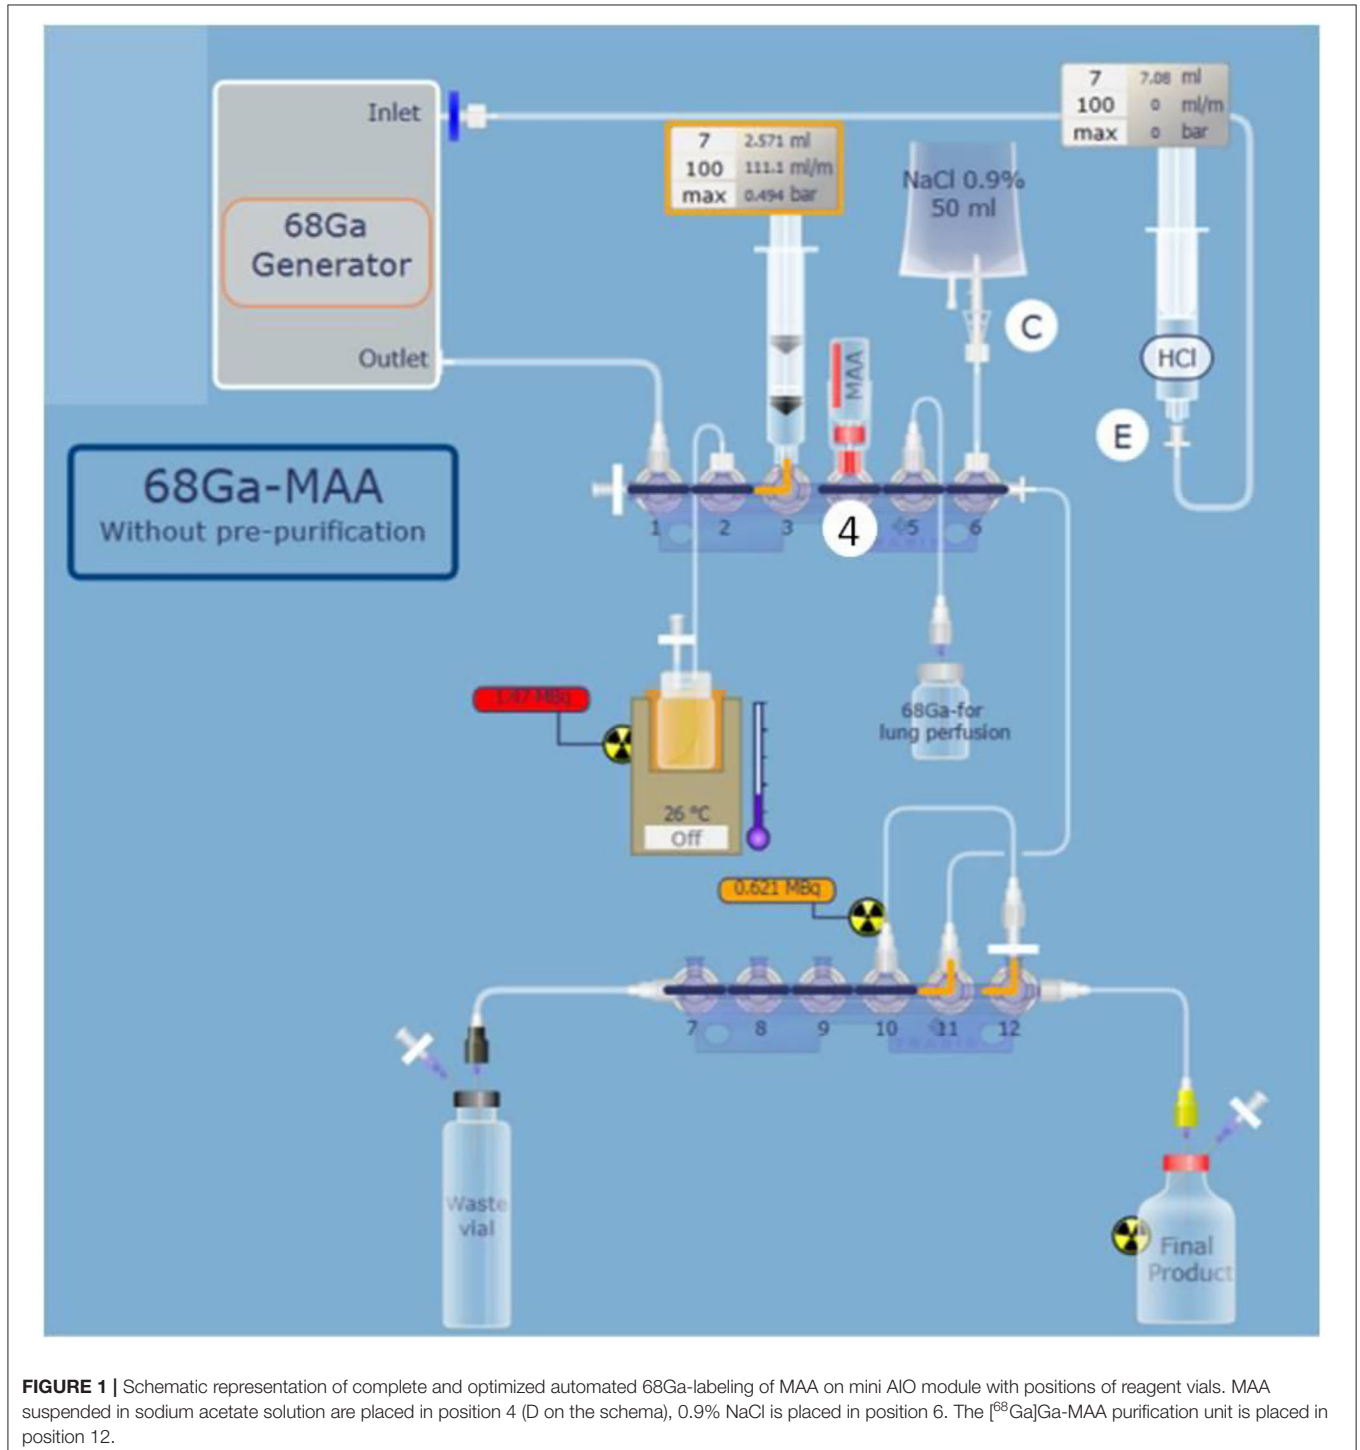 Inlet
68Ga
Generator
Outlet
7 2.571 ml
100 111.1 ml/m
max 0.494 bar
NaCl 0.9%
50 ml
7 7.08 ml
100 0 ml/m
max 0 bar
C
HCl
E
MAA
68Ga-MAA
Without pre-purification
1 2 3 4 5 6
1.47 MBq
68Ga-for
lung perfusion
26 °C
Off
0.621 MBq
7 8 9 10 11 12
Waste
vial
Final
Product
FIGURE 1 | Schematic representation of complete and optimized automated 68Ga-labeling of MAA on mini AIO module with positions of reagent vials. MAA
suspended in sodium acetate solution are placed in position 4 (D on the schema), 0.9% NaCl is placed in position 6. The [⁶⁸Ga]Ga-MAA purification unit is placed in
position 12.